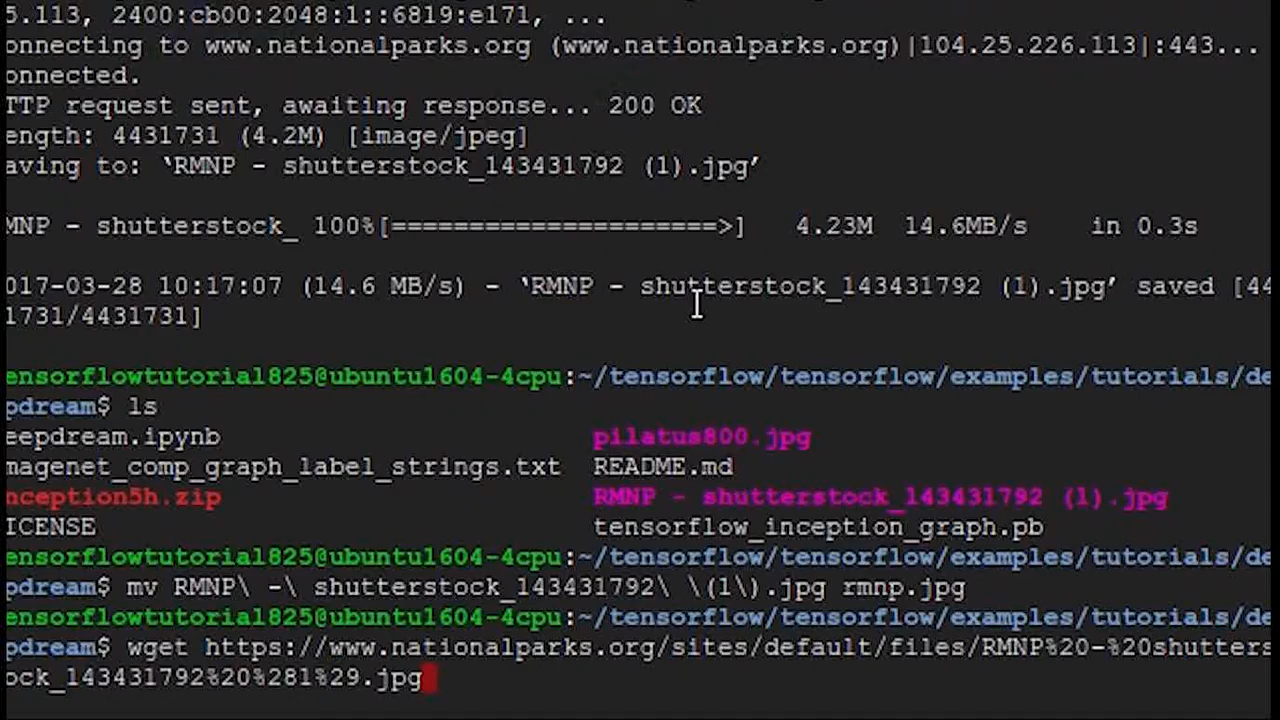 5.113, 2400:cb00:2048:1::6819:e171, ...
onnecting to www.nationalparks.org (www.nationalparks.org)|104.25.226.113|:443...
onnected.
TTP request sent, awaiting response... 200 OK
ength: 4431731 (4.2M) [image/jpeg]
aving to: ‘RMNP - shutterstock_143431792 (1).jpg’
MNP - shutterstock_ 100%[=====================>]   4.23M  14.6MB/s    in 0.3s
017-03-28 10:17:07 (14.6 MB/s) - ‘RMNP - shutterstock_143431792 (1).jpg’ saved [44
1731/4431731]
ensorflowtutorial825@ubuntu1604-4cpu:~/tensorflow/tensorflow/examples/tutorials/de
pdream$ ls
eepdream.ipynb                        pilatus800.jpg
magenet_comp_graph_label_strings.txt  README.md
nception5h.zip                        RMNP - shutterstock_143431792 (1).jpg
ICENSE                                tensorflow_inception_graph.pb
ensorflowtutorial825@ubuntu1604-4cpu:~/tensorflow/tensorflow/examples/tutorials/de
pdream$ mv RMNP\ -\ shutterstock_143431792\ \(1\).jpg rmnp.jpg
ensorflowtutorial825@ubuntu1604-4cpu:~/tensorflow/tensorflow/examples/tutorials/de
pdream$ wget https://www.nationalparks.org/sites/default/files/RMNP%20-%20shutters
ock_143431792%20%281%29.jpg